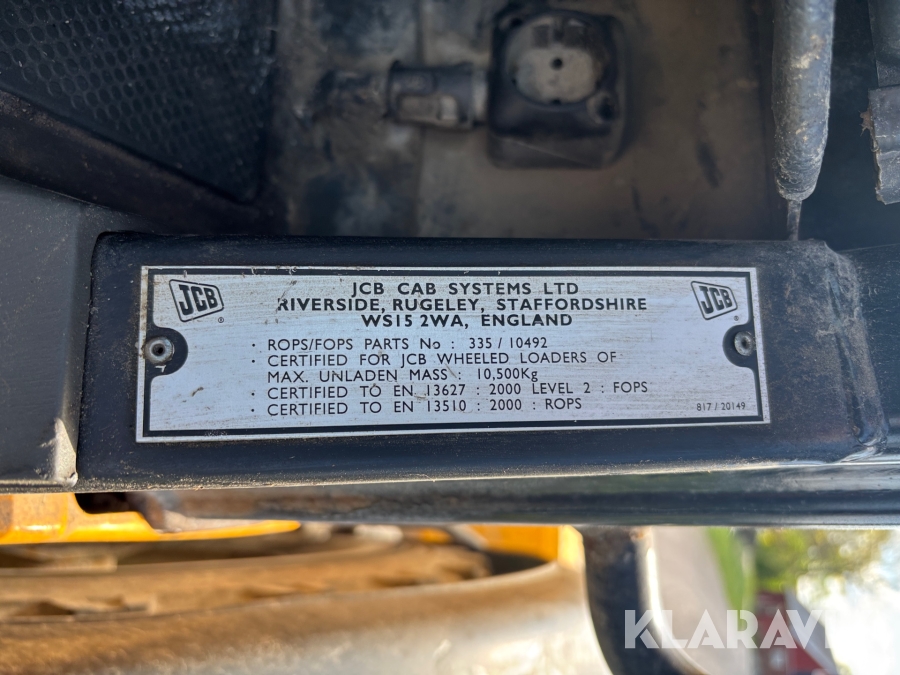 JCB
JCB
JCB CAB SYSTEMS LTD
RIVERSIDE, RUGELEY, STAFFORDSHIRE
WS15 2WA, ENGLAND
· ROPS/FOPS PARTS No : 335 / 10492
· CERTIFIED FOR JCB WHEELED LOADERS OF
MAX. UNLADEN MASS : 10,500Kg
· CERTIFIED TO EN 13627 : 2000 LEVEL 2 : FOPS
· CERTIFIED TO EN 13510 : 2000 : ROPS
817 / 20149